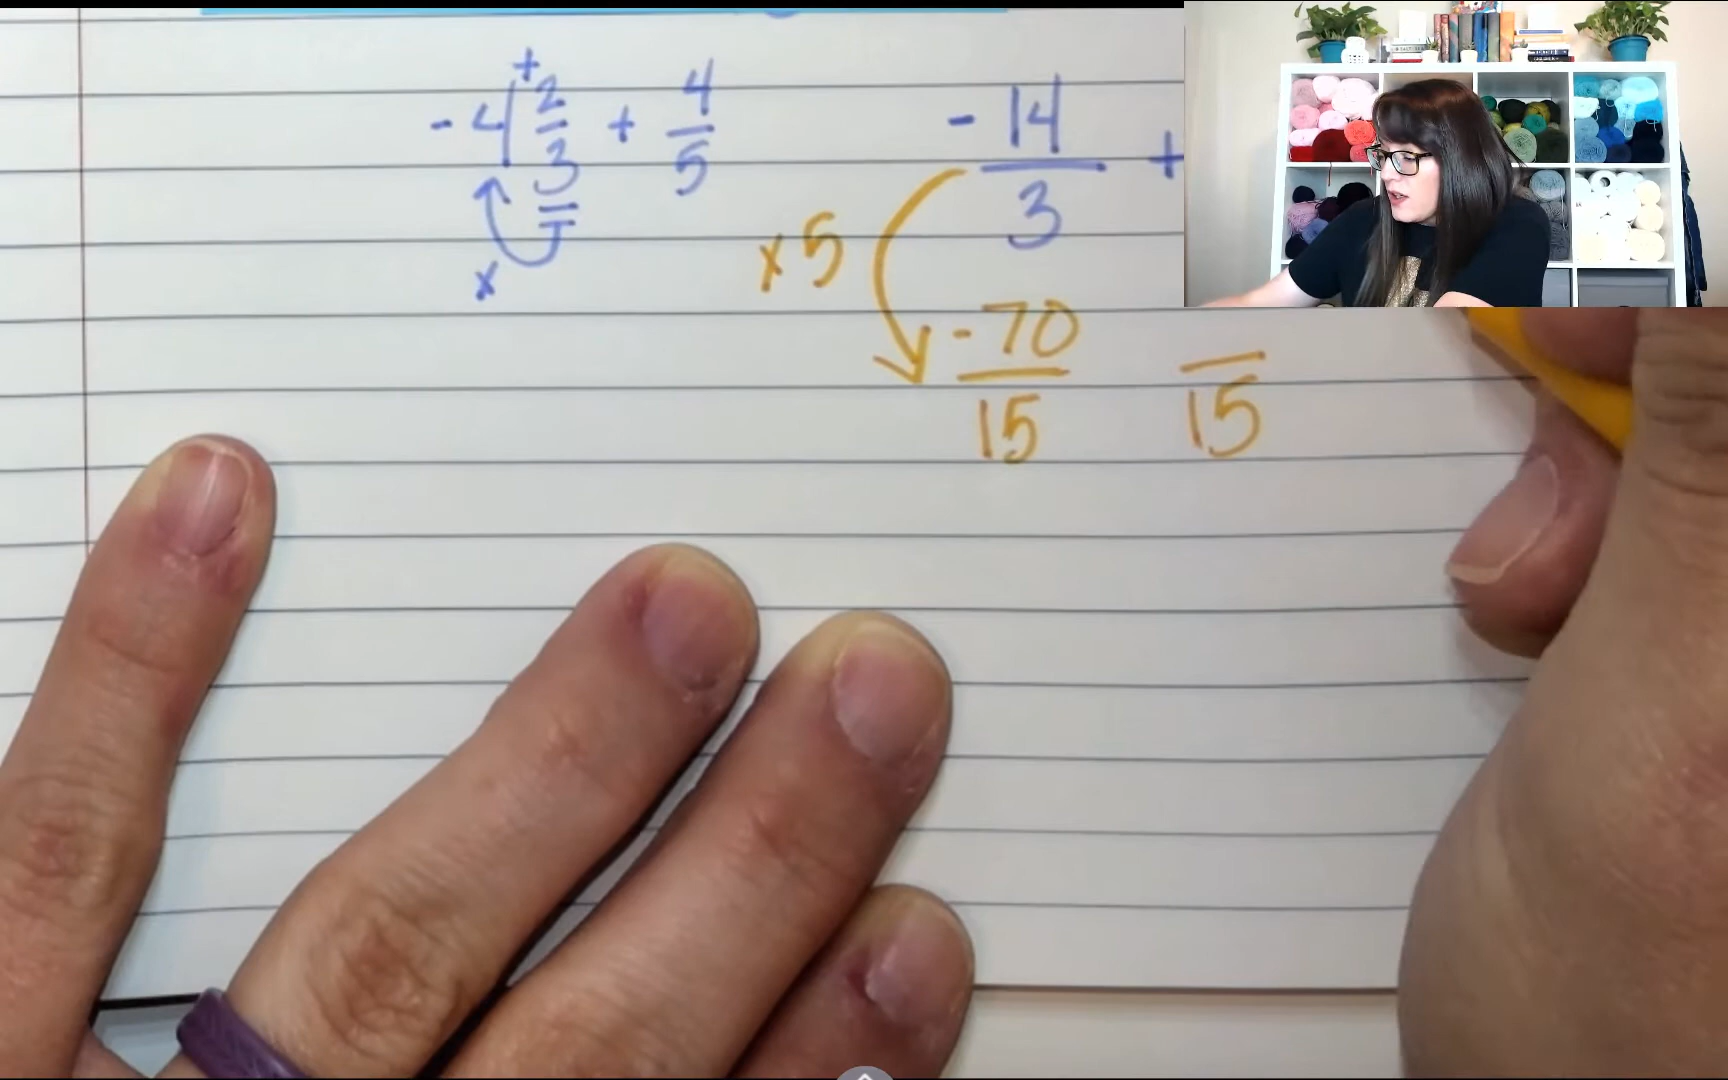 -4 2/3 + 4/5
+
x
-14/3 +
x5
-70/15
/15